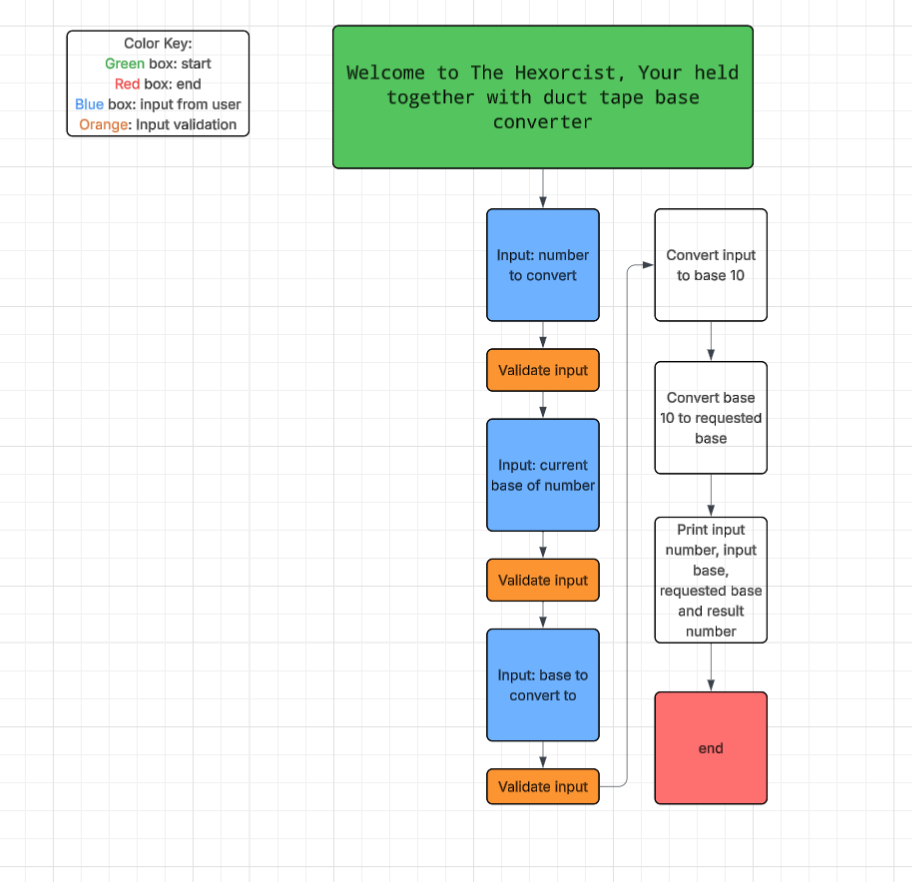 Color Key:
Green box: start
Red box: end
Blue box: input from user
Orange: Input validation
Welcome to The Hexorcist, Your held
together with duct tape base
converter
Input: number
to convert
Validate input
Input: current
base of number
Validate input
Input: base to
convert to
Validate input
Convert input
to base 10
Convert base
10 to requested
base
Print input
number, input
base,
requested base
and result
number
end